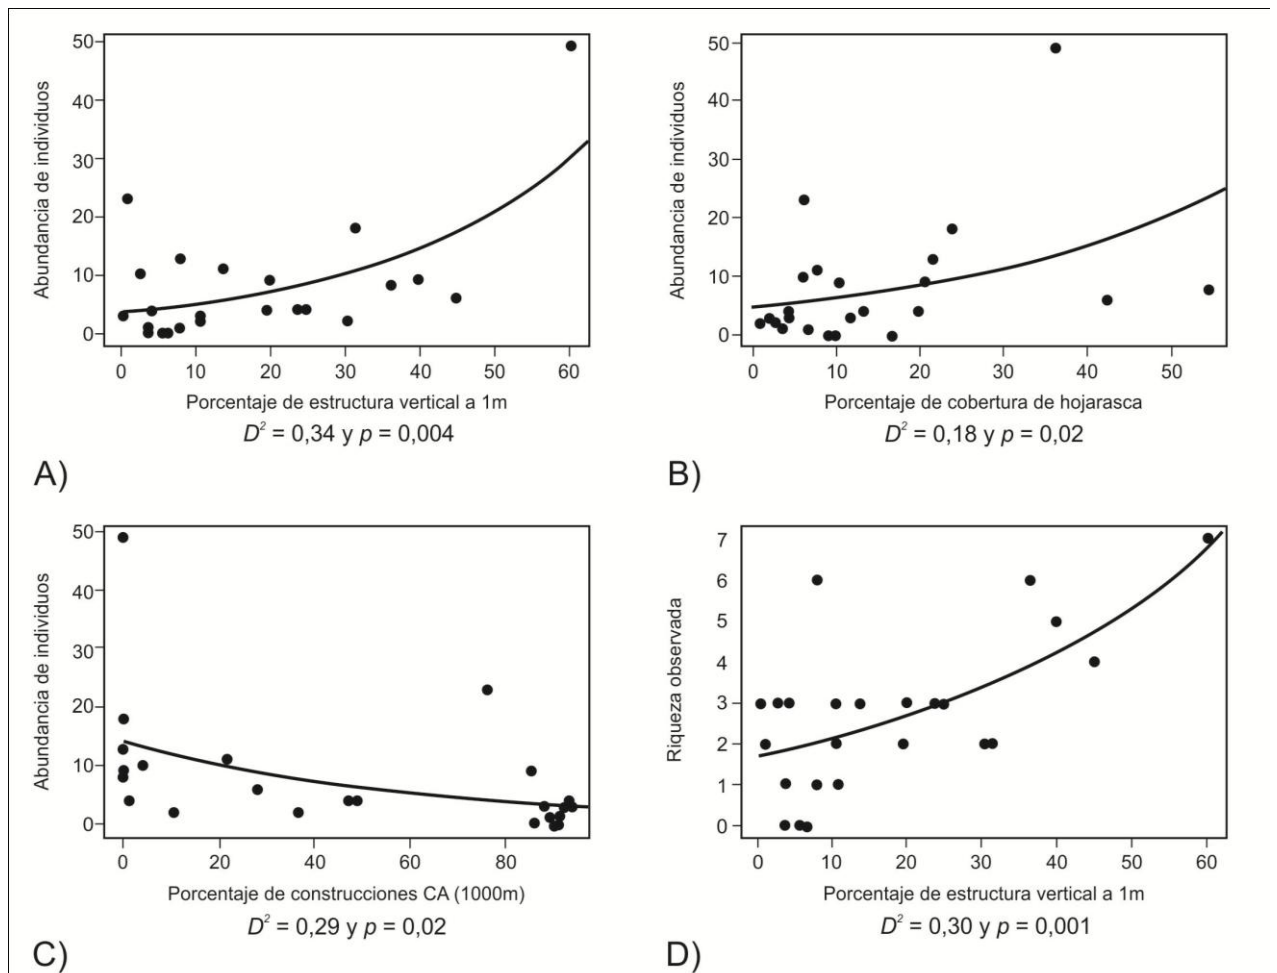 50
40
30
20
10
0
Abundancia de individuos
0 10 20 30 40 50 60
Porcentaje de estructura vertical a 1m
D² = 0,34 y p = 0,004
A)
50
40
30
20
10
0
Abundancia de individuos
0 10 20 30 40 50
Porcentaje de cobertura de hojarasca
D² = 0,18 y p = 0,02
B)
50
40
30
20
10
0
Abundancia de individuos
0 20 40 60 80
Porcentaje de construcciones CA (1000m)
D² = 0,29 y p = 0,02
C)
7
6
5
4
3
2
1
0
Riqueza observada
0 10 20 30 40 50 60
Porcentaje de estructura vertical a 1m
D² = 0,30 y p = 0,001
D)